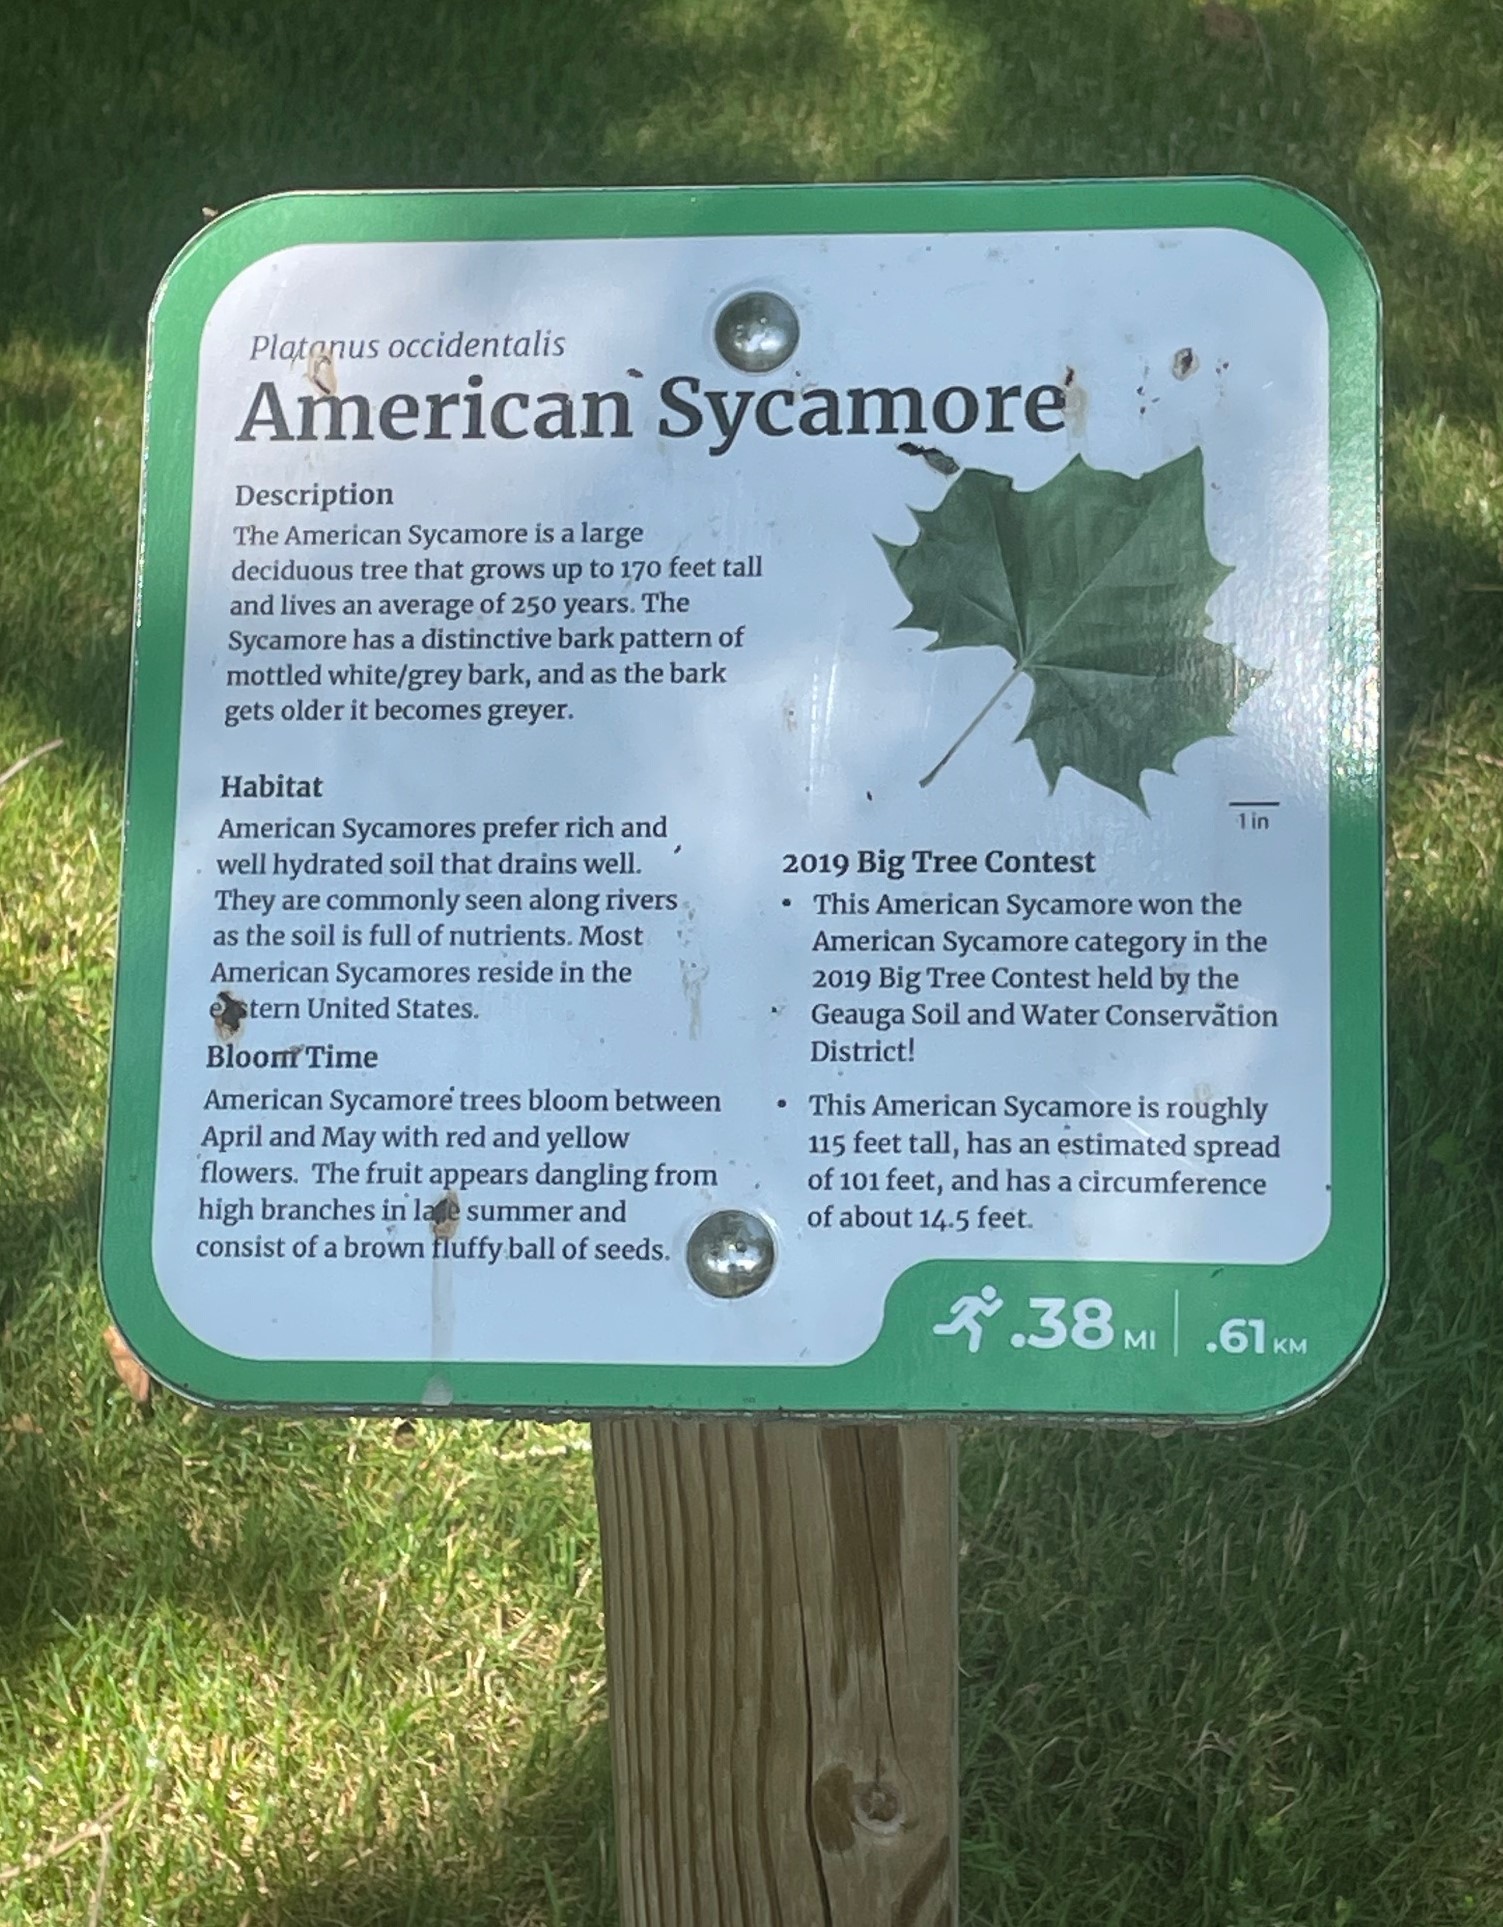 Platanus occidentalis
American Sycamore
Description
The American Sycamore is a large
deciduous tree that grows up to 170 feet tall
and lives an average of 250 years. The
Sycamore has a distinctive bark pattern of
mottled white/grey bark, and as the bark
gets older it becomes greyer.
Habitat
American Sycamores prefer rich and
well hydrated soil that drains well.
They are commonly seen along rivers
as the soil is full of nutrients. Most
American Sycamores reside in the
eastern United States.
Bloom Time
American Sycamore trees bloom between
April and May with red and yellow
flowers. The fruit appears dangling from
high branches in late summer and
consist of a brown fluffy ball of seeds.
1 in
2019 Big Tree Contest
• This American Sycamore won the
American Sycamore category in the
2019 Big Tree Contest held by the
Geauga Soil and Water Conservation
District!
• This American Sycamore is roughly
115 feet tall, has an estimated spread
of 101 feet, and has a circumference
of about 14.5 feet.
.38 MI | .61 KM